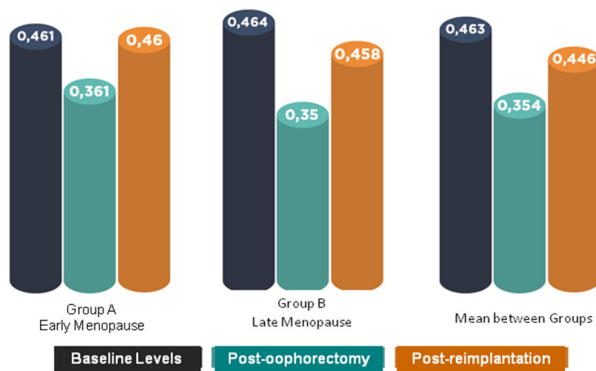 0,461
0,361
0,46
0,464
0,35
0,458
0,463
0,354
0,446
Group A
Early Menopause
Group B
Late Menopause
Mean between Groups
Baseline Levels
Post-oophorectomy
Post-reimplantation